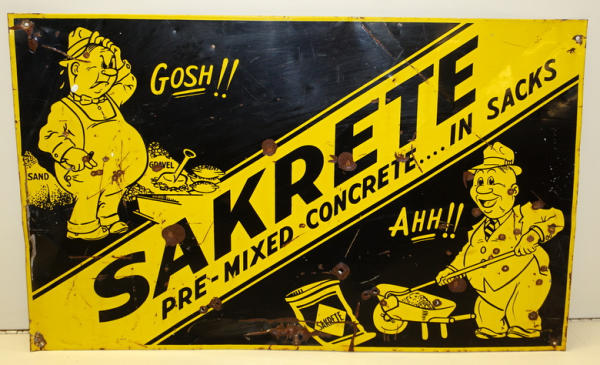 GOSH!!
SAND
GRAVEL
SAKRETE
PRE-MIXED CONCRETE....IN SACKS
AHH!!
SAKRETE